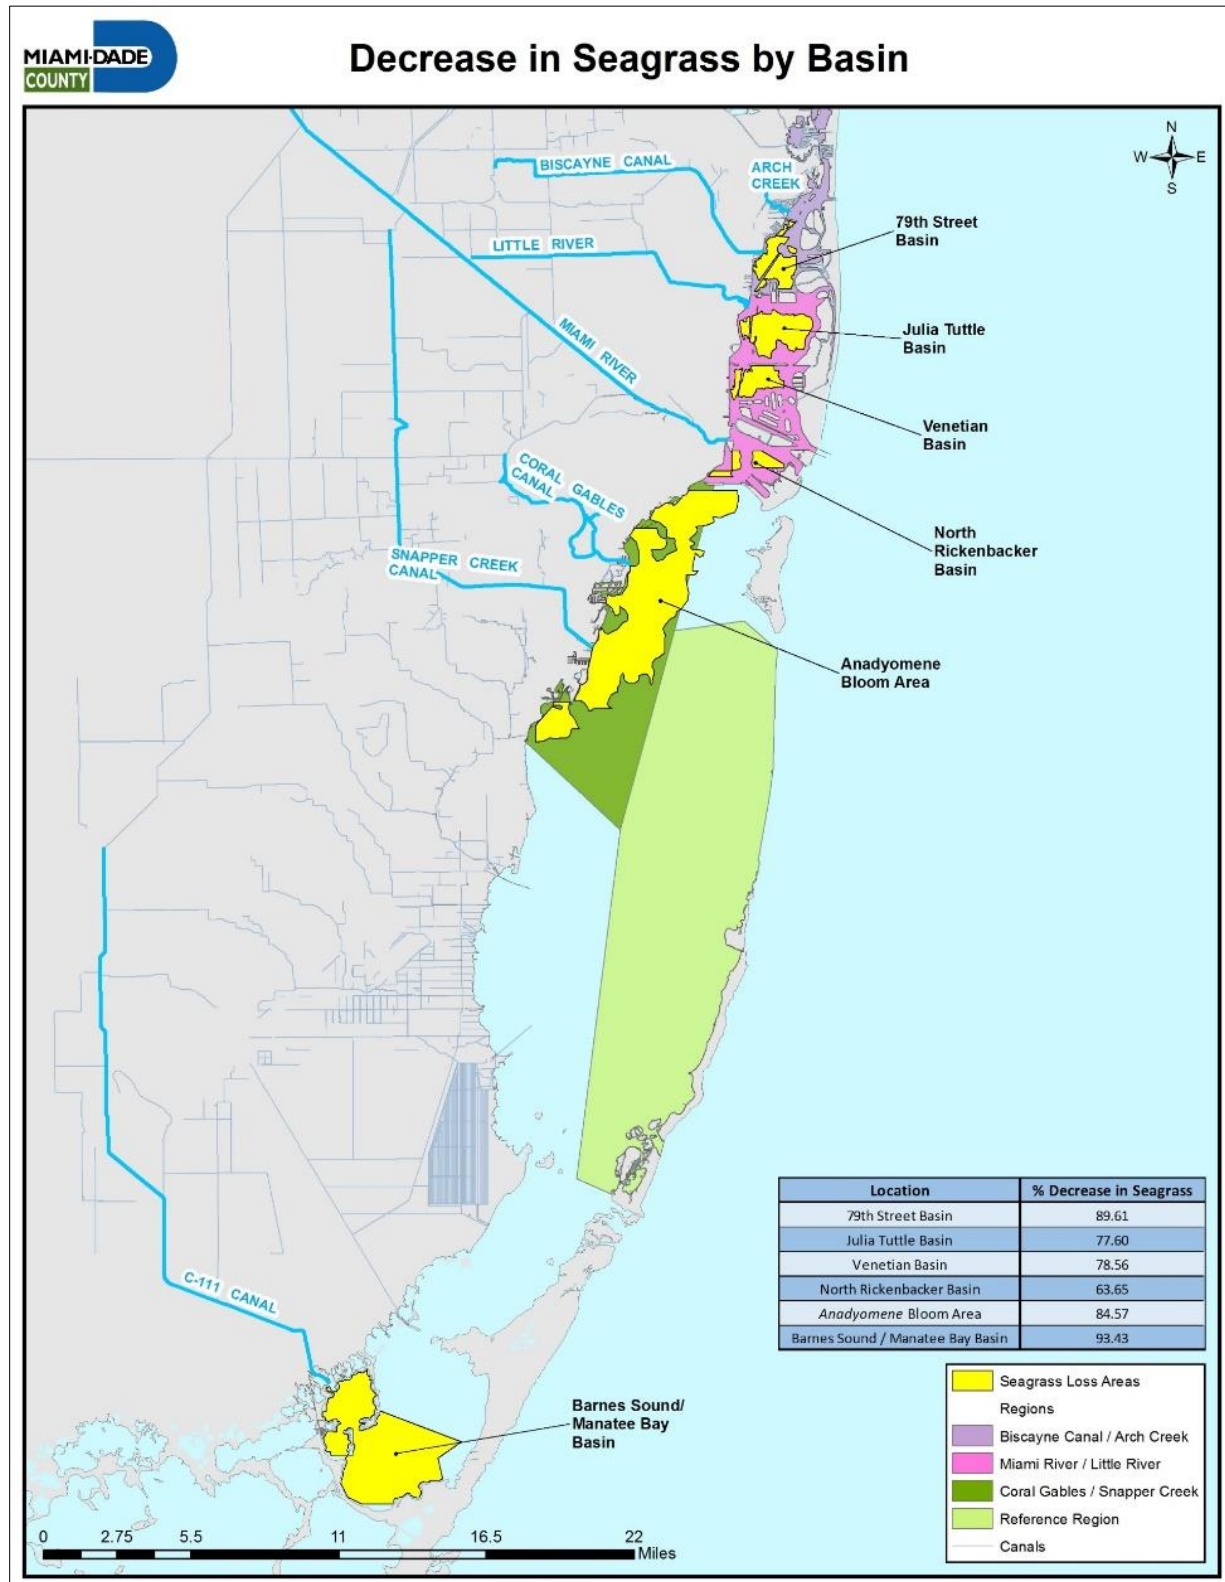 MIAMI-DADE
COUNTY
Decrease in Seagrass by Basin
N
W E
S
BISCAYNE CANAL
ARCH
CREEK
79th Street
Basin
LITTLE RIVER
Julia Tuttle
Basin
MIAMI RIVER
Venetian
Basin
CORAL GABLES
CANAL
North
Rickenbacker
Basin
SNAPPER CREEK
CANAL
Anadyomene
Bloom Area
Location % Decrease in Seagrass
79th Street Basin 89.61
Julia Tuttle Basin 77.60
Venetian Basin 78.56
North Rickenbacker Basin 63.65
Anadyomene Bloom Area 84.57
Barnes Sound / Manatee Bay Basin 93.43
C-111 CANAL
Barnes Sound/
Manatee Bay
Basin
Seagrass Loss Areas
Regions
Biscayne Canal / Arch Creek
Miami River / Little River
Coral Gables / Snapper Creek
Reference Region
Canals
0 2.75 5.5 11 16.5 22
Miles